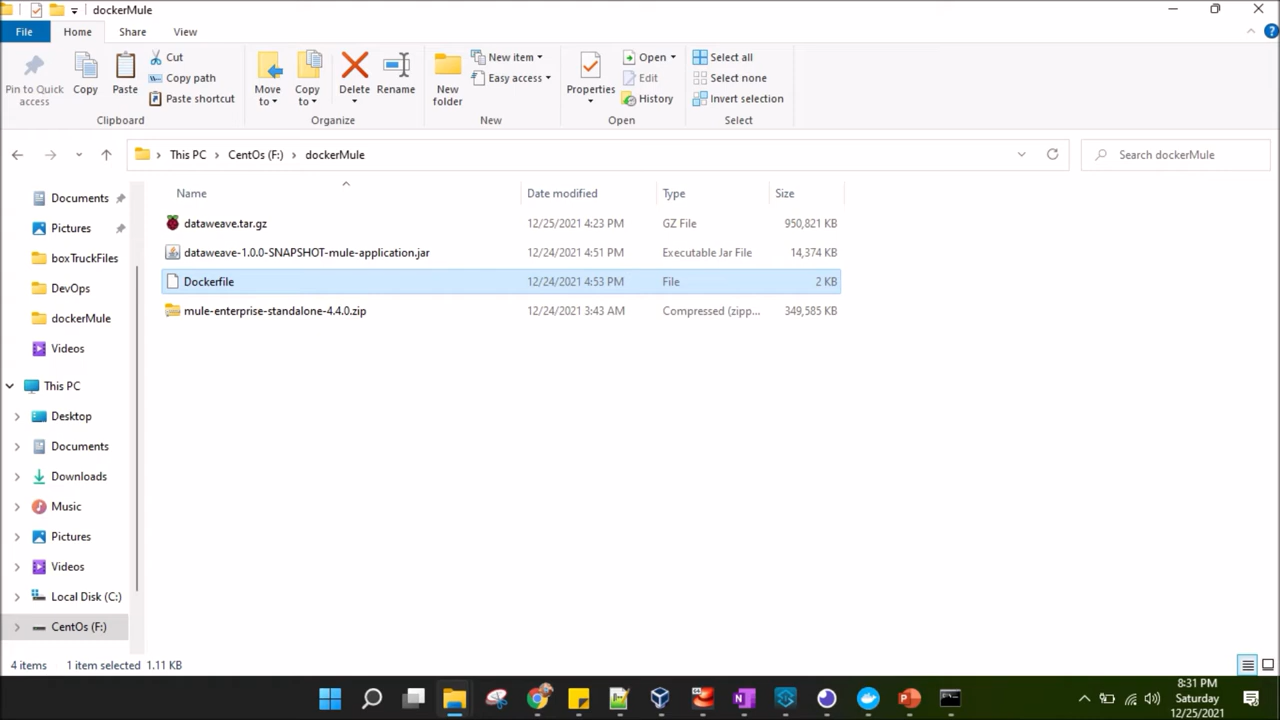 dockerMule
File Home Share View
Pin to Quick access
Copy
Paste
Cut
Copy path
Paste shortcut
Clipboard
Move to
Copy to
Delete
Rename
Organize
New folder
New item
Easy access
New
Properties
Open
Edit
History
Open
Select all
Select none
Invert selection
Select
This PC CentOs (F:) dockerMule
Search dockerMule
Name Date modified Type Size
dataweave.tar.gz 12/25/2021 4:23 PM GZ File 950,821 KB
dataweave-1.0.0-SNAPSHOT-mule-application.jar 12/24/2021 4:51 PM Executable Jar File 14,374 KB
Dockerfile 12/24/2021 4:53 PM File 2 KB
mule-enterprise-standalone-4.4.0.zip 12/24/2021 3:43 AM Compressed (zipp... 349,585 KB
Documents
Pictures
boxTruckFiles
DevOps
dockerMule
Videos
This PC
Desktop
Documents
Downloads
Music
Pictures
Videos
Local Disk (C:)
CentOs (F:)
4 items 1 item selected 1.11 KB
8:31 PM
Saturday
12/25/2021